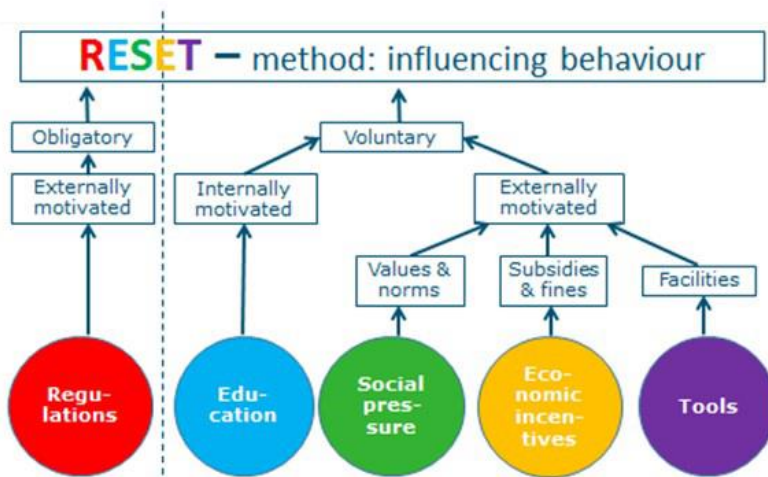 RESET – method: influencing behaviour
Obligatory
Voluntary
Externally
motivated
Internally
motivated
Externally
motivated
Values &
norms
Subsidies
& fines
Facilities
Regu-
lations
Edu-
cation
Social
pres-
sure
Eco-
nomic
incen-
tives
Tools